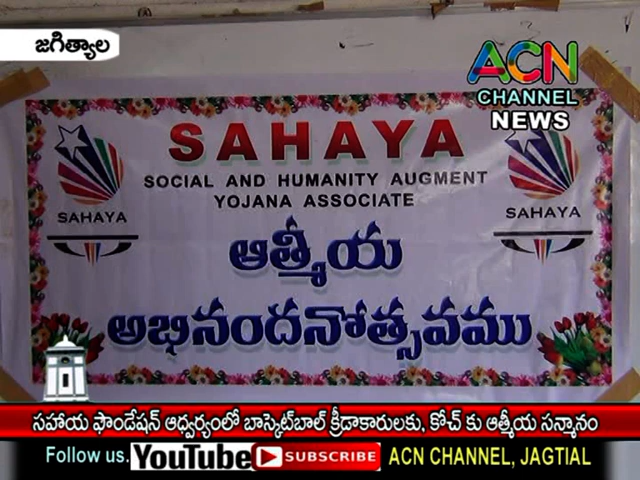 జగిత్యాల
ACN
CHANNEL
NEWS
SAHAYA
SOCIAL AND HUMANITY AUGMENT
YOJANA ASSOCIATE
SAHAYA
SAHAYA
ఆత్మీయ
అభినందనోత్సవము
సహాయ ఫౌండేషన్ ఆధ్వర్యంలో బాస్కెట్‌బాల్ క్రీడాకారులకు, కోచ్ కు ఆత్మీయ సన్మానం
Follow us. YouTube SUBSCRIBE ACN CHANNEL, JAGTIAL